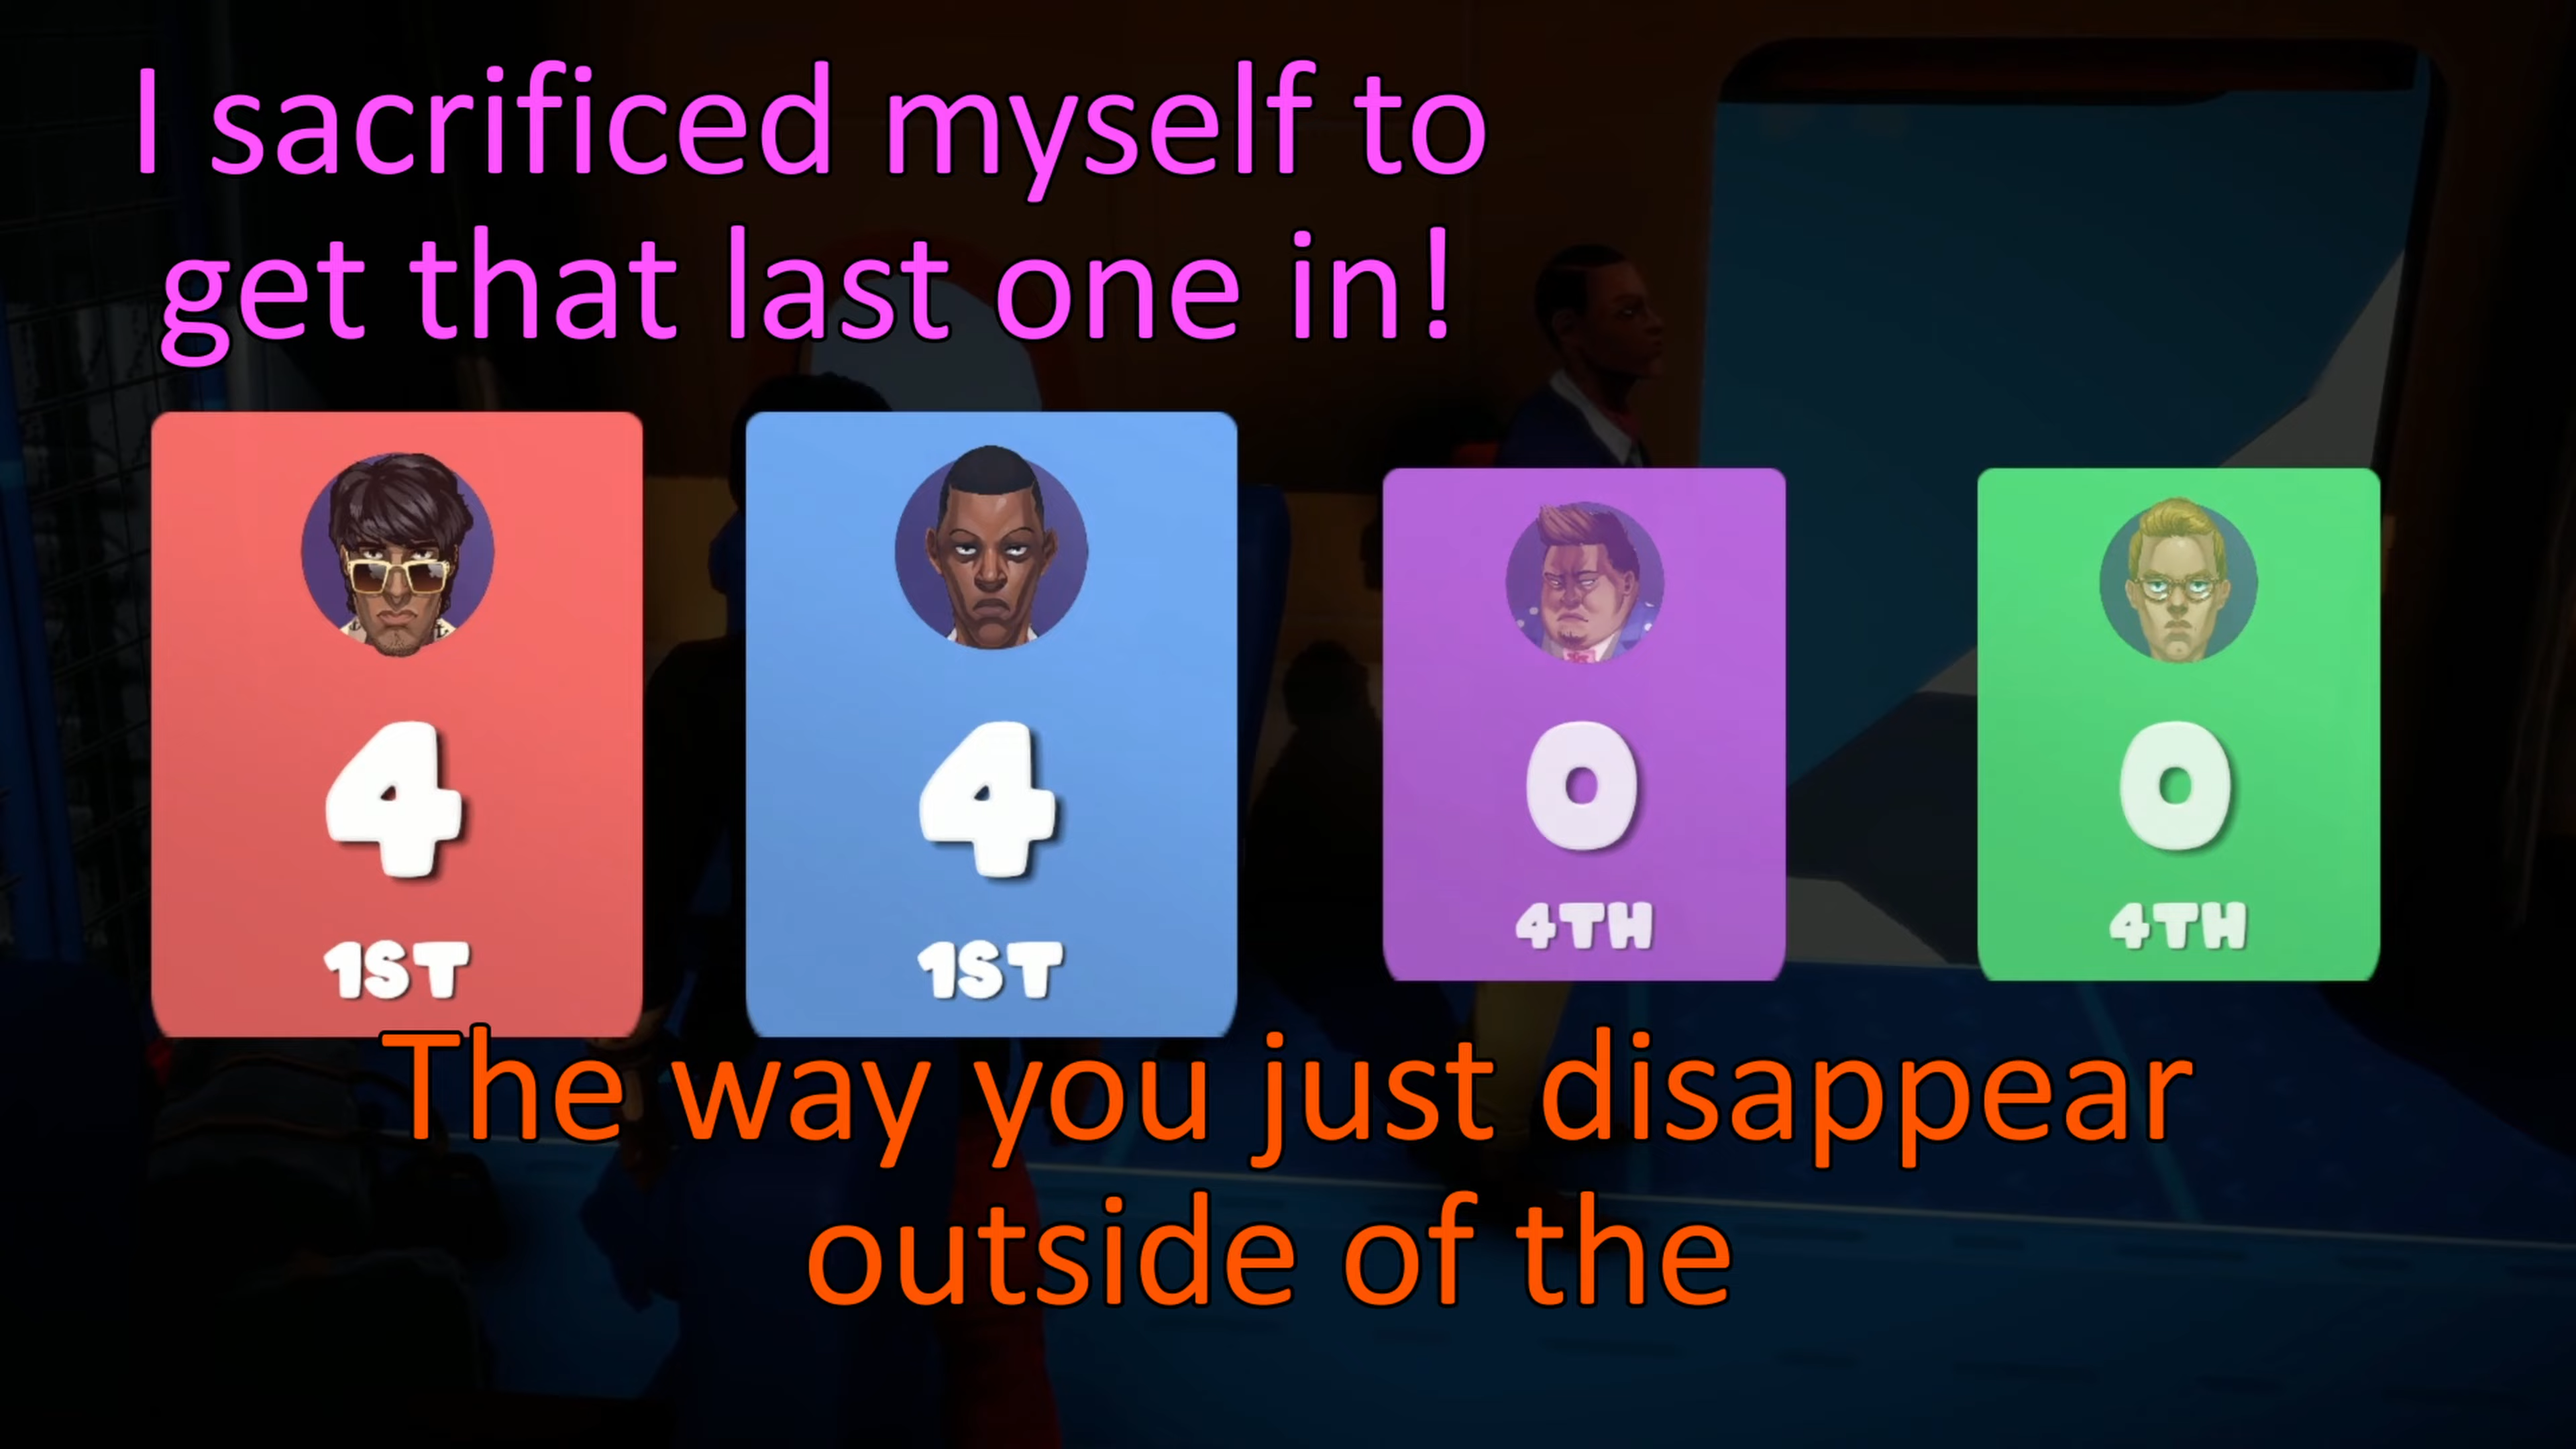 I sacrificed myself to
get that last one in!
4 4 0 0
1ST 1ST 4TH 4TH
The way you just disappear
outside of the